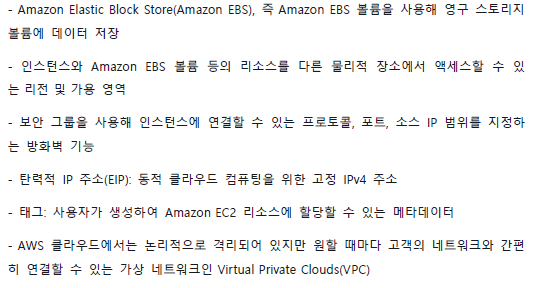 - Amazon Elastic Block Store(Amazon EBS), 즉 Amazon EBS 볼륨을 사용해 영구 스토리지
볼륨에 데이터 저장
- 인스턴스와 Amazon EBS 볼륨 등의 리소스를 다른 물리적 장소에서 액세스할 수 있
는 리전 및 가용 영역
- 보안 그룹을 사용해 인스턴스에 연결할 수 있는 프로토콜, 포트, 소스 IP 범위를 지정하
는 방화벽 기능
- 탄력적 IP 주소(EIP): 동적 클라우드 컴퓨팅을 위한 고정 IPv4 주소
- 태그: 사용자가 생성하여 Amazon EC2 리소스에 할당할 수 있는 메타데이터
- AWS 클라우드에서는 논리적으로 격리되어 있지만 원할 때마다 고객의 네트워크와 간편
히 연결할 수 있는 가상 네트워크인 Virtual Private Clouds(VPC)